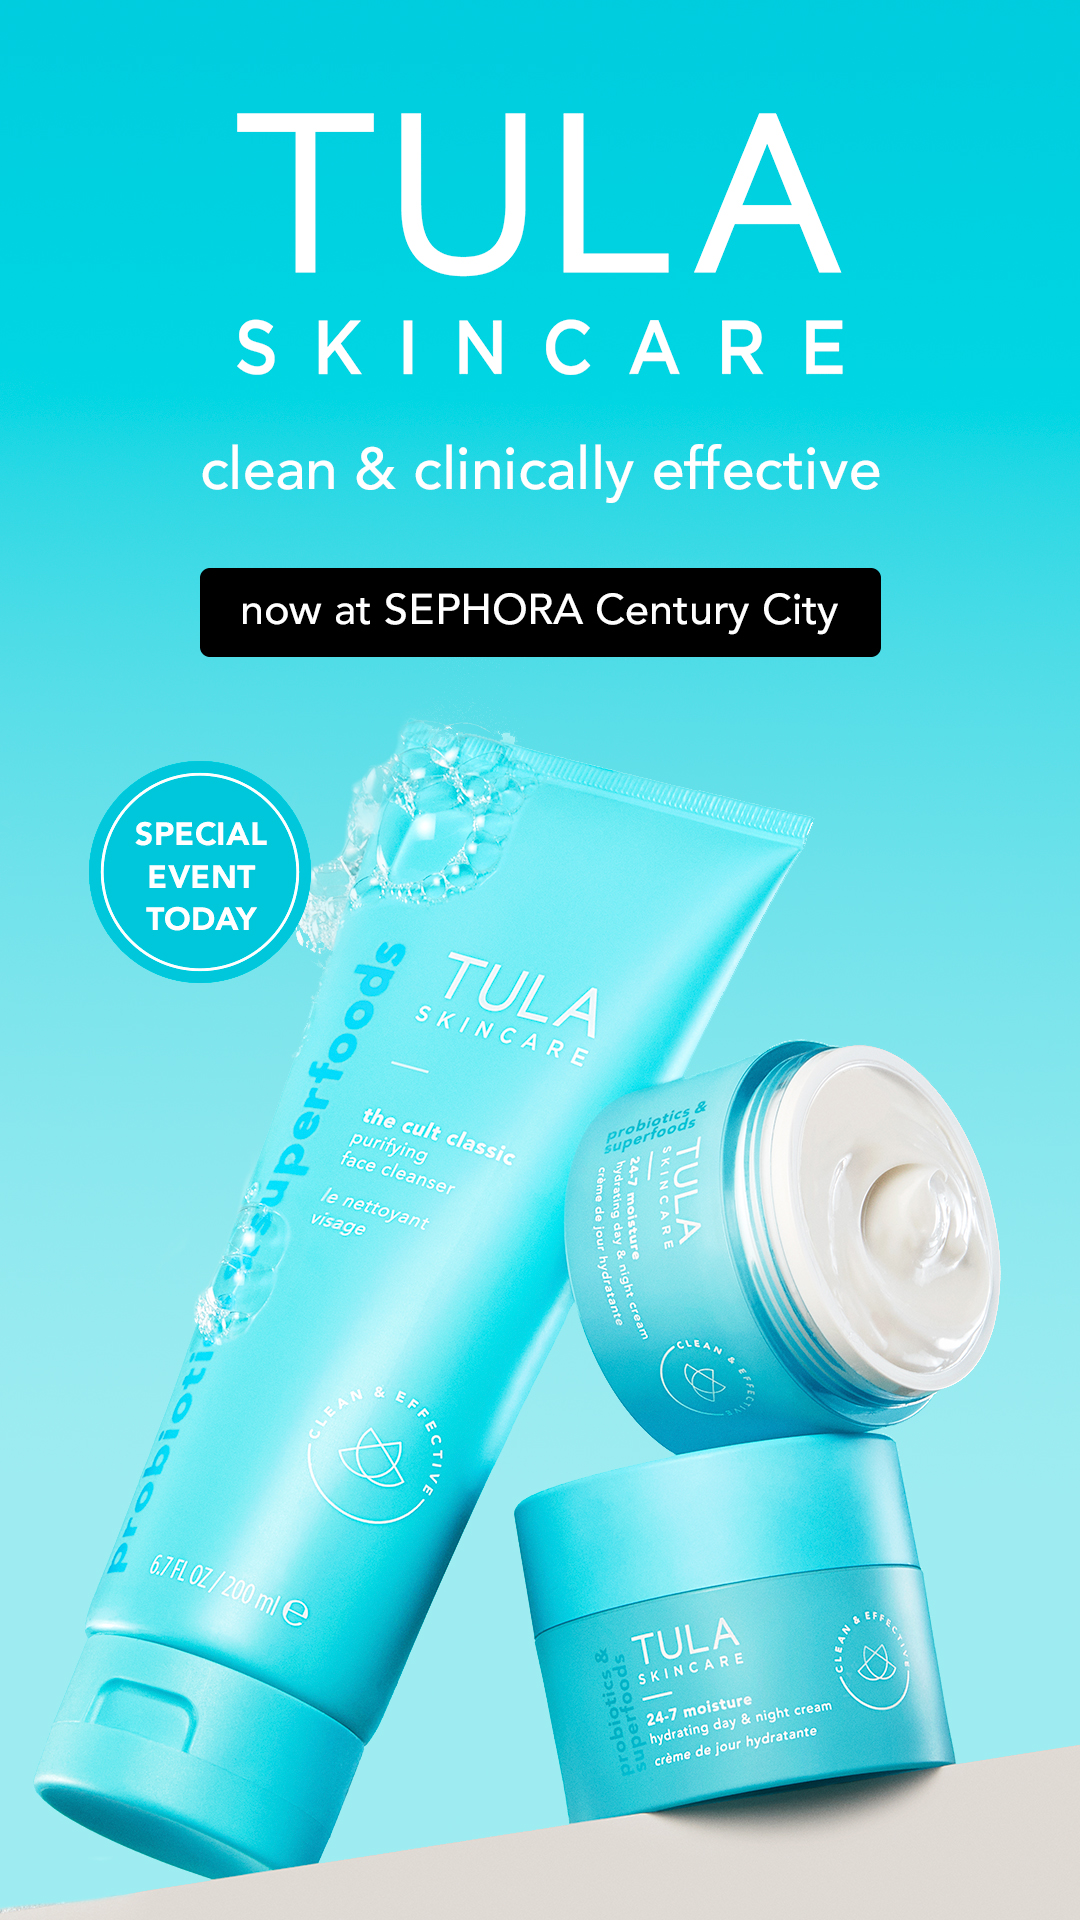 TULA
SKINCARE
clean & clinically effective
now at SEPHORA Century City
SPECIAL
EVENT
TODAY
superfoods
TULA
SKINCARE
the cult classic
purifying
face cleanser
le nettoyant
visage
CLEAN & EFFECTIVE
6.7 FL OZ / 200 ml e
probiotics &
superfoods
TULA
SKINCARE
24-7 moisture
hydrating day & night cream
crème de jour hydratante
CLEAN & EFFECTIVE
probiotics &
superfoods
TULA
SKINCARE
24-7 moisture
hydrating day & night cream
crème de jour hydratante
CLEAN & EFFECTIVE